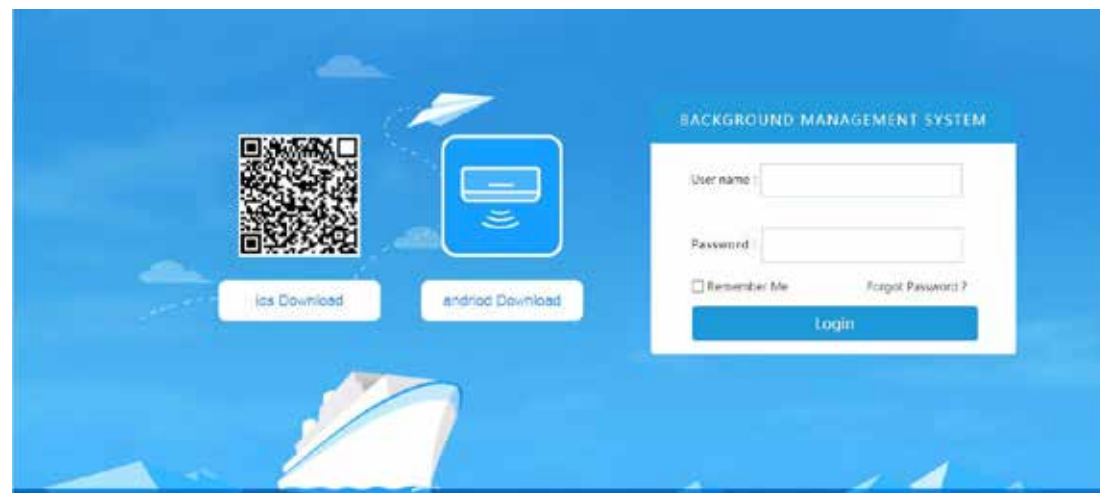 BACKGROUND MANAGEMENT SYSTEM
User name :
Password :
Remember Me
Forgot Password ?
Login
ios Download
andriod Download